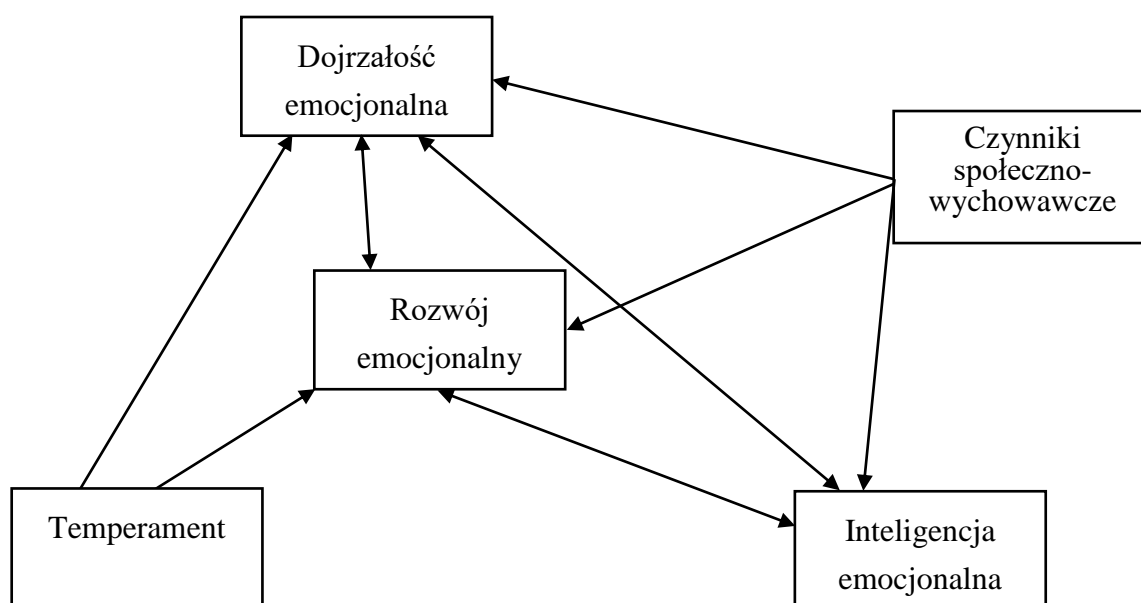 Dojrzałość
emocjonalna
Czynniki
społeczno-
wychowawcze
Rozwój
emocjonalny
Temperament
Inteligencja
emocjonalna